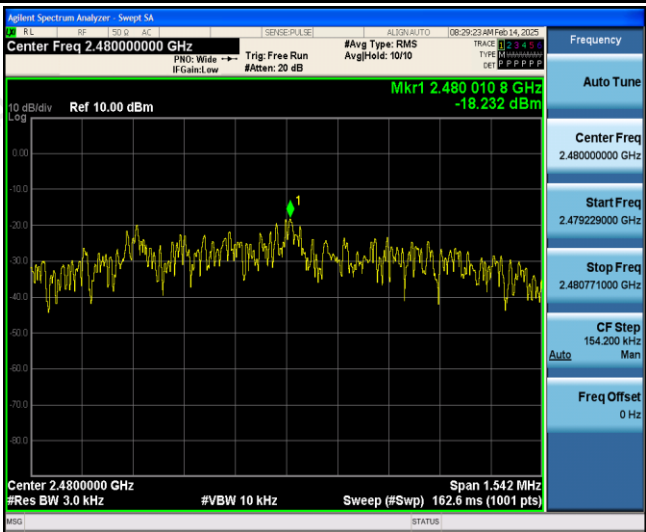 Agilent Spectrum Analyzer - Swept SA
RL RF 50 Ω AC SENSE:PULSE ALIGN AUTO 08:29:23 AM Feb 14, 2025
Center Freq 2.480000000 GHz
PNO: Wide
IFGain:Low
Trig: Free Run
#Atten: 20 dB
#Avg Type: RMS
Avg|Hold: 10/10
TRACE 1 2 3 4 5 6
TYPE M
DET P P P P P P
Mkr1 2.480 010 8 GHz
-18.232 dBm
10 dB/div Ref 10.00 dBm
Log
0.00
-10.0
-20.0
-30.0
-40.0
-50.0
-60.0
-70.0
-80.0
1
Center 2.4800000 GHz Span 1.542 MHz
#Res BW 3.0 kHz #VBW 10 kHz Sweep (#Swp) 162.6 ms (1001 pts)
MSG STATUS
Frequency
Auto Tune
Center Freq
2.480000000 GHz
Start Freq
2.479229000 GHz
Stop Freq
2.480771000 GHz
CF Step
154.200 kHz
Auto Man
Freq Offset
0 Hz